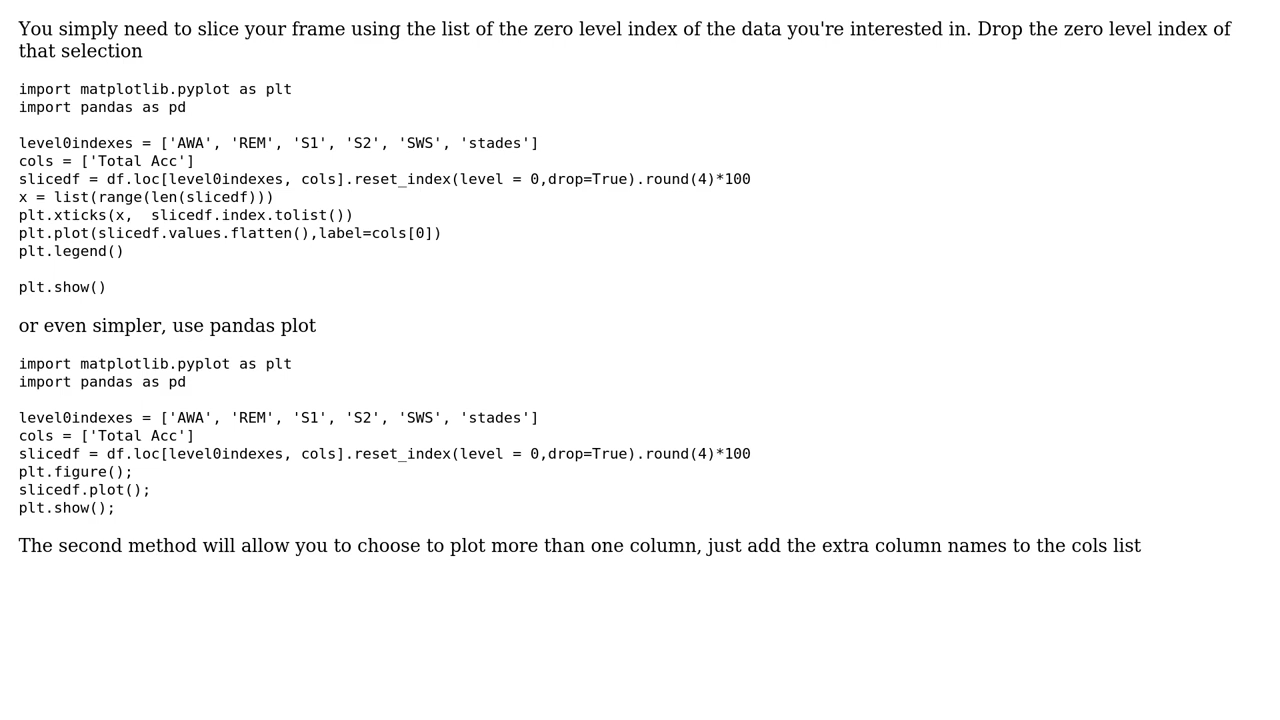 You simply need to slice your frame using the list of the zero level index of the data you're interested in. Drop the zero level index of
that selection
import matplotlib.pyplot as plt
import pandas as pd
level0indexes = ['AWA', 'REM', 'S1', 'S2', 'SWS', 'stades']
cols = ['Total Acc']
slicedf = df.loc[level0indexes, cols].reset_index(level = 0,drop=True).round(4)*100
x = list(range(len(slicedf)))
plt.xticks(x,  slicedf.index.tolist())
plt.plot(slicedf.values.flatten(),label=cols[0])
plt.legend()
plt.show()
or even simpler, use pandas plot
import matplotlib.pyplot as plt
import pandas as pd
level0indexes = ['AWA', 'REM', 'S1', 'S2', 'SWS', 'stades']
cols = ['Total Acc']
slicedf = df.loc[level0indexes, cols].reset_index(level = 0,drop=True).round(4)*100
plt.figure();
slicedf.plot();
plt.show();
The second method will allow you to choose to plot more than one column, just add the extra column names to the cols list